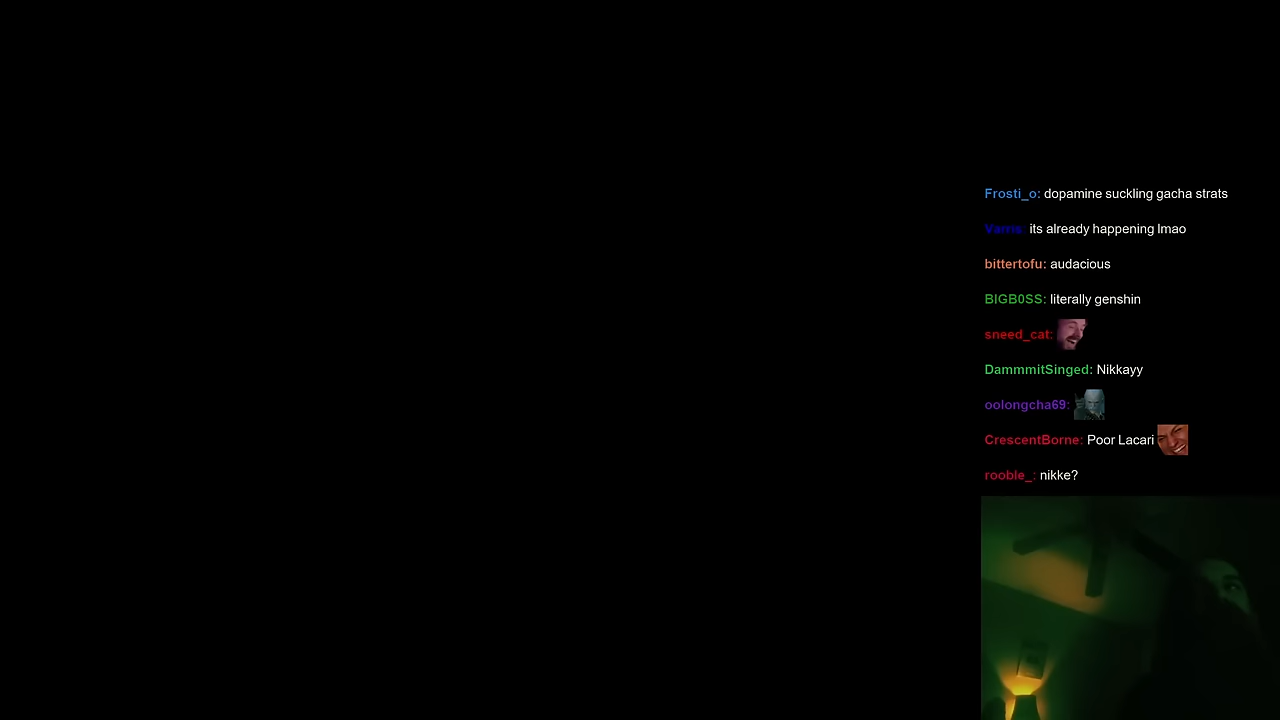 Frosti_o: dopamine suckling gacha strats
its already happening lmao
bittertofu: audacious
BIGB0SS: literally genshin
sneed_cat:
DammmitSinged: Nikkayy
oolongcha69:
CrescentBorne: Poor Lacari
rooble_: nikke?